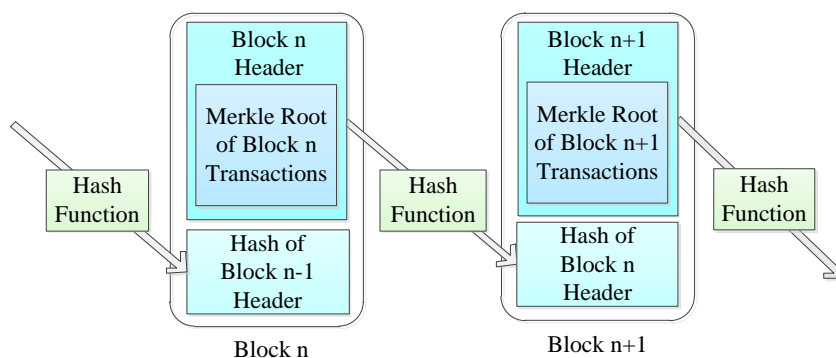 Block n
Header
Merkle Root
of Block n
Transactions
Hash
Function
Hash of
Block n-1
Header
Block n
Hash
Function
Block n+1
Header
Merkle Root
of Block n+1
Transactions
Hash of
Block n
Header
Block n+1
Hash
Function